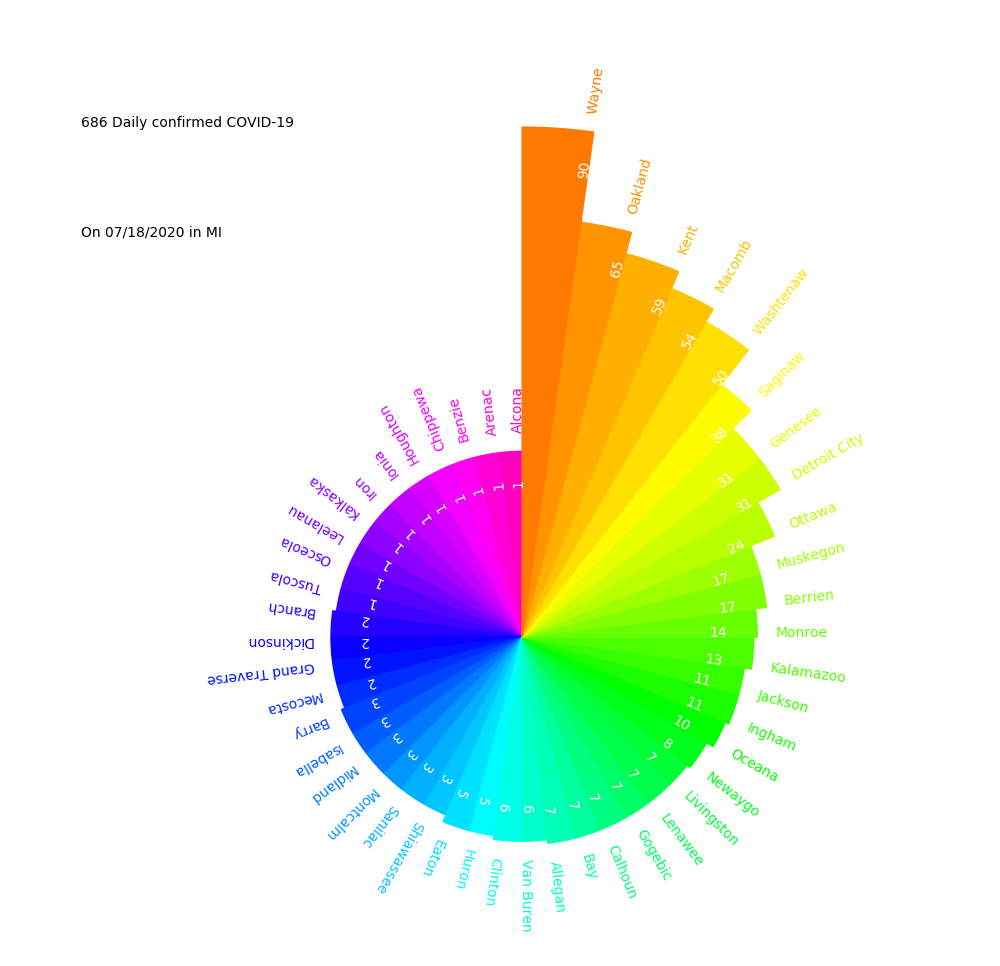 686 Daily confirmed COVID-19
On 07/18/2020 in MI
Wayne
90
Oakland
65
Kent
59
Macomb
54
Washtenaw
50
Saginaw
38
Genesee
31
Detroit City
31
Ottawa
24
Muskegon
17
Berrien
17
Monroe
14
Kalamazoo
13
Jackson
11
Ingham
11
Oceana
10
Newaygo
8
Livingston
7
Lenawee
7
Gogebic
7
Calhoun
7
Bay
7
Allegan
7
Van Buren
6
Clinton
6
Huron
5
Eaton
5
Shiawassee
3
Sanilac
3
Montcalm
3
Midland
3
Isabella
3
Barry
3
Mecosta
2
Grand Traverse
2
Dickinson
2
Branch
2
Tuscola
1
Osceola
1
Leelanau
1
Kalkaska
1
Iron
1
Ionia
1
Houghton
1
Chippewa
1
Benzie
1
Arenac
1
Alcona
1